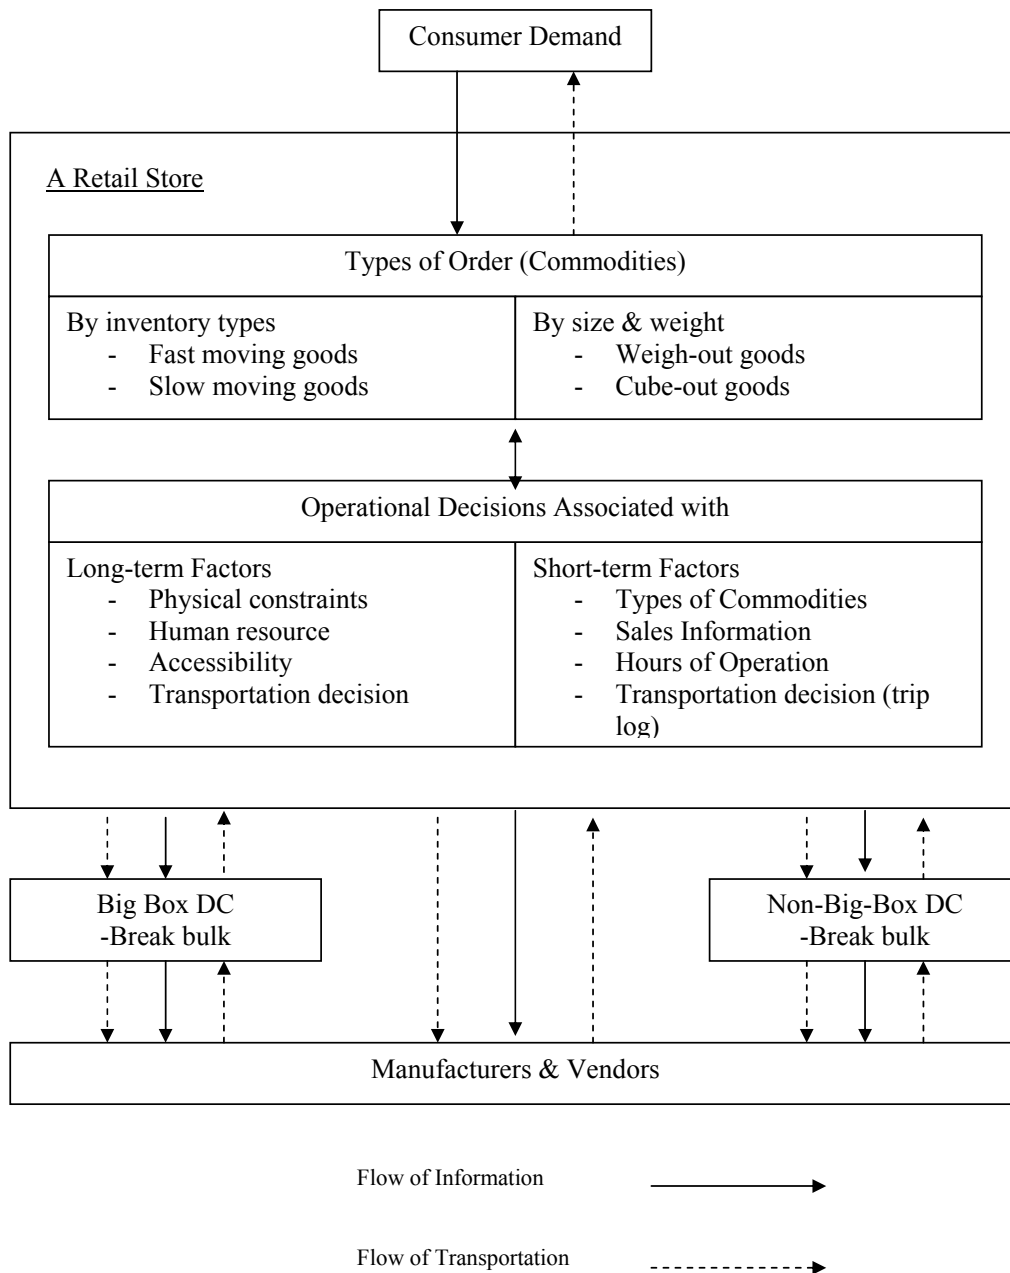 Consumer Demand
A Retail Store
Types of Order (Commodities)
By inventory types
- Fast moving goods
- Slow moving goods
By size & weight
- Weigh-out goods
- Cube-out goods
Operational Decisions Associated with
Long-term Factors
- Physical constraints
- Human resource
- Accessibility
- Transportation decision
Short-term Factors
- Types of Commodities
- Sales Information
- Hours of Operation
- Transportation decision (trip
log)
Big Box DC
-Break bulk
Non-Big-Box DC
-Break bulk
Manufacturers & Vendors
Flow of Information
Flow of Transportation